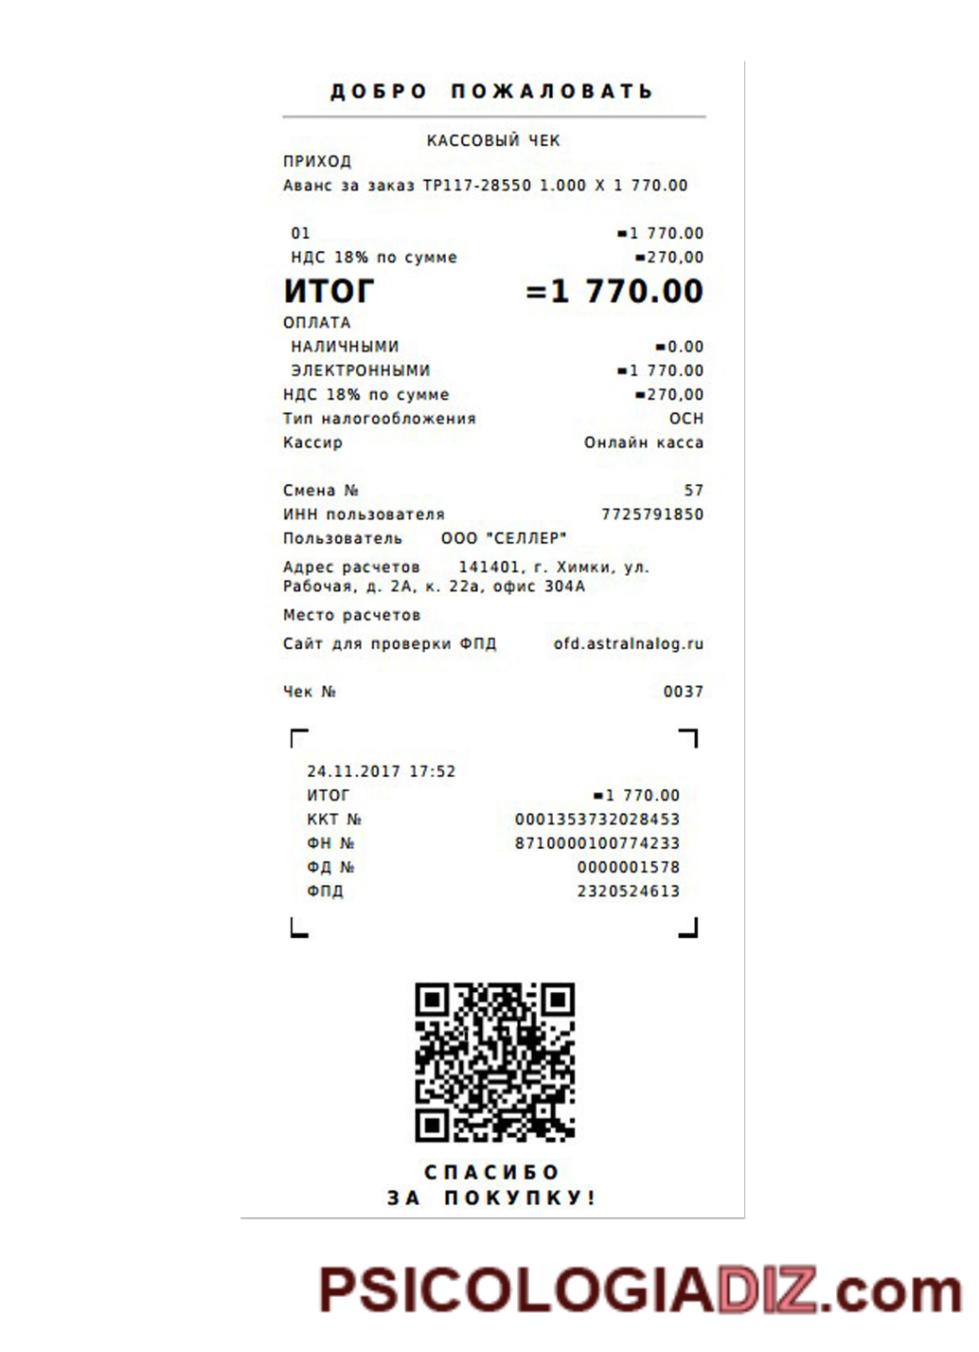 ДОБРО ПОЖАЛОВАТЬ
КАССОВЫЙ ЧЕК
ПРИХОД
Аванс за заказ ТР117-28550 1.000 X 1 770.00
01 =1 770.00
НДС 18% по сумме =270,00
ИТОГ =1 770.00
ОПЛАТА
НАЛИЧНЫМИ =0.00
ЭЛЕКТРОННЫМИ =1 770.00
НДС 18% по сумме =270,00
Тип налогообложения ОСН
Кассир Онлайн касса
Смена № 57
ИНН пользователя 7725791850
Пользователь ООО "СЕЛЛЕР"
Адрес расчетов 141401, г. Химки, ул.
Рабочая, д. 2А, к. 22а, офис 304А
Место расчетов
Сайт для проверки ФПД ofd.astralnalog.ru
Чек № 0037
24.11.2017 17:52
ИТОГ =1 770.00
ККТ № 0001353732028453
ФН № 8710000100774233
ФД № 0000001578
ФПД 2320524613
СПАСИБО
ЗА ПОКУПКУ!
PSICOLOGIADIZ.com